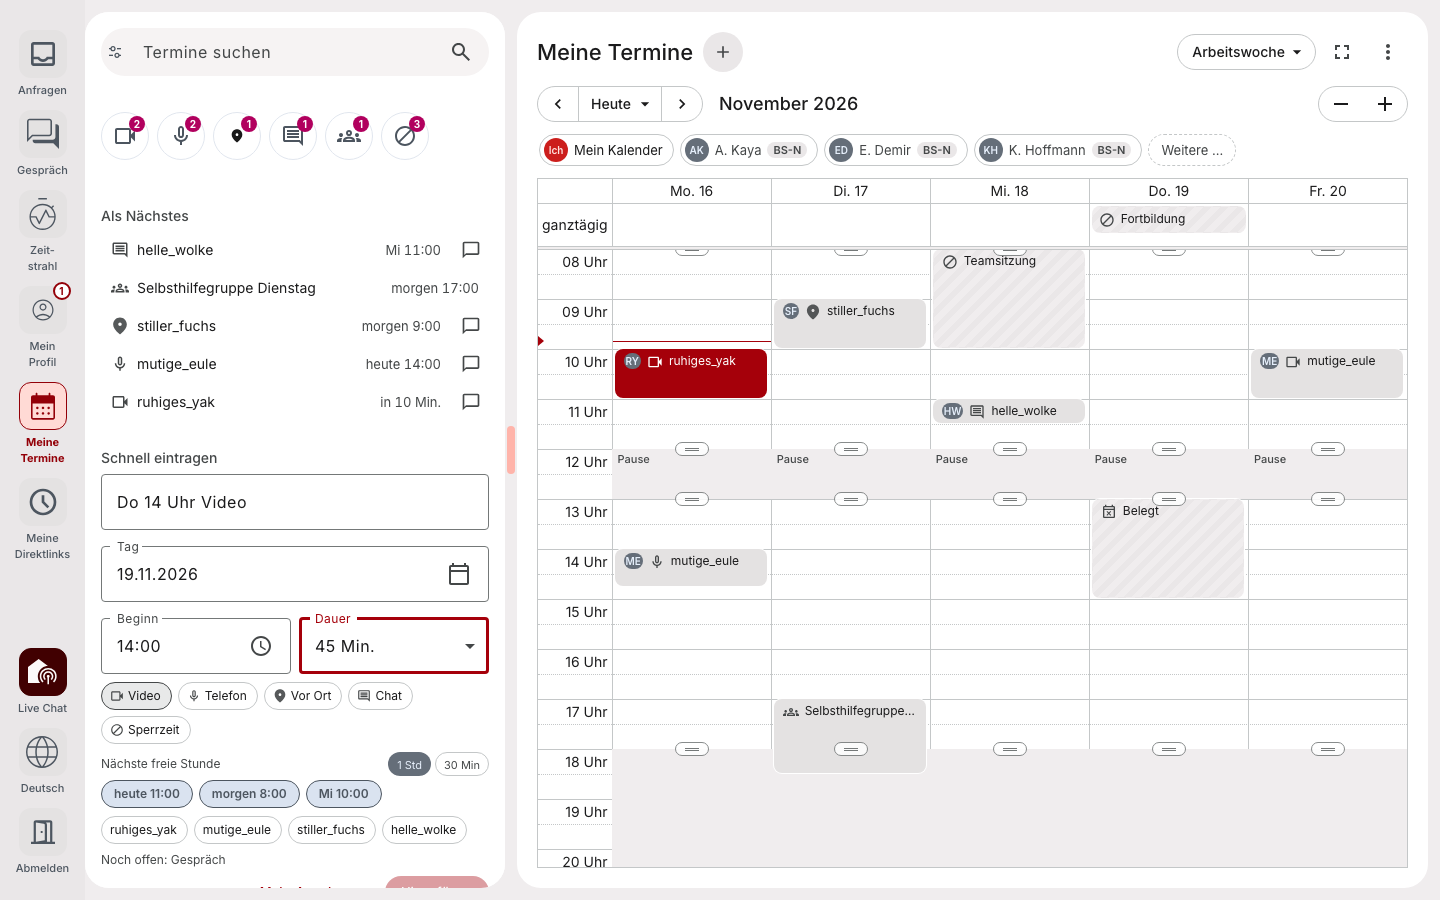 Anfragen
Gespräch
Zeit-
strahl
1
Mein
Profil
Meine
Termine
Meine
Direktlinks
Live Chat
Deutsch
Abmelden
Termine suchen
2
2
1
1
1
3
Als Nächstes
helle_wolke Mi 11:00
Selbsthilfegruppe Dienstag morgen 17:00
stiller_fuchs morgen 9:00
mutige_eule heute 14:00
ruhiges_yak in 10 Min.
Schnell eintragen
Do 14 Uhr Video
Tag
19.11.2026
Beginn
14:00
Dauer
45 Min.
Video Telefon Vor Ort Chat
Sperrzeit
Nächste freie Stunde 1 Std 30 Min
heute 11:00 morgen 8:00 Mi 10:00
ruhiges_yak mutige_eule stiller_fuchs helle_wolke
Noch offen: Gespräch
Meine Termine
Arbeitswoche
Heute
November 2026
Ich Mein Kalender AK A. Kaya BS-N ED E. Demir BS-N KH K. Hoffmann BS-N Weitere ...
Mo. 16 Di. 17 Mi. 18 Do. 19 Fr. 20
ganztägig Fortbildung
08 Uhr Teamsitzung
09 Uhr SF stiller_fuchs
10 Uhr RY ruhiges_yak ME mutige_eule
11 Uhr HW helle_wolke
12 Uhr Pause Pause Pause Pause Pause
13 Uhr Belegt
14 Uhr ME mutige_eule
15 Uhr
16 Uhr
17 Uhr Selbsthilfegruppe...
18 Uhr
19 Uhr
20 Uhr